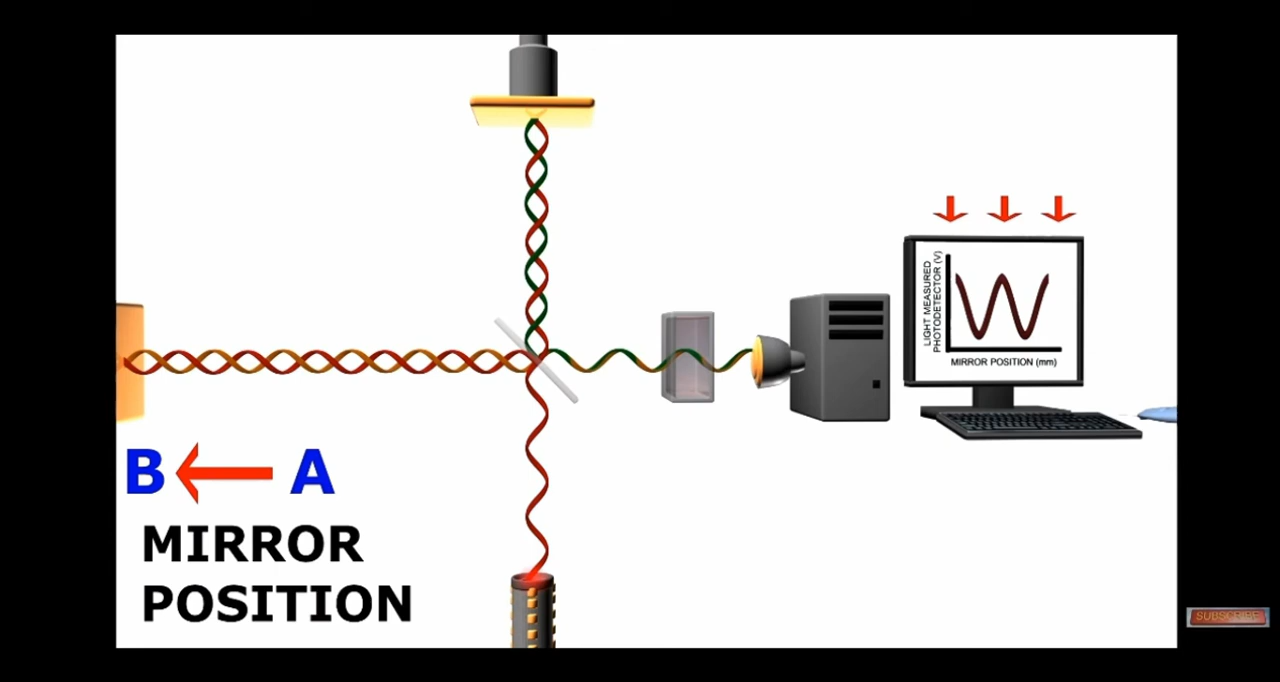 LIGHT MEASURED
PHOTODETECTOR (V)
MIRROR POSITION (mm)
B A
MIRROR
POSITION
SUBSCRIBE